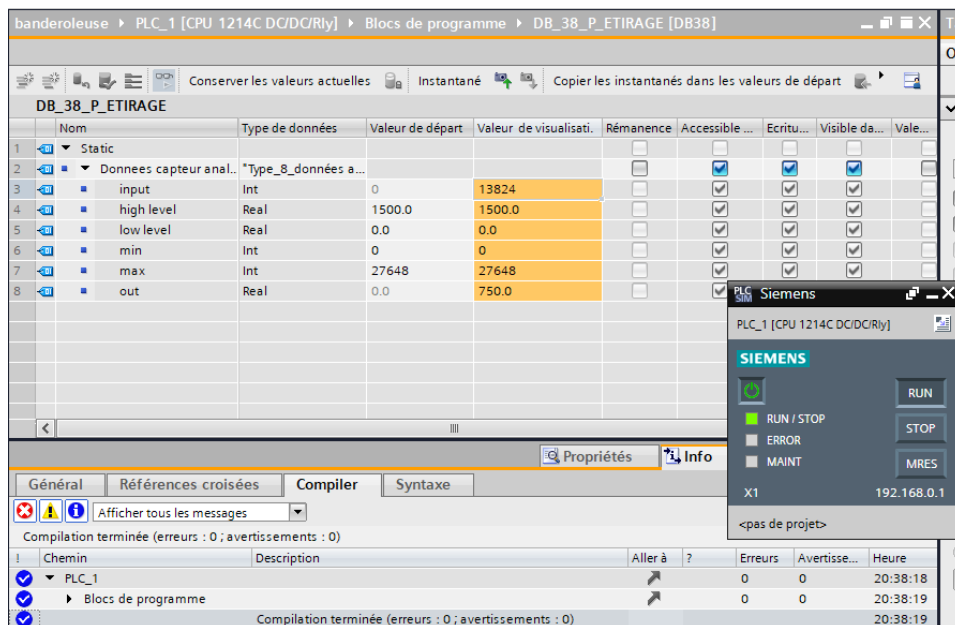 banderoleuse ▸ PLC_1 [CPU 1214C DC/DC/Rly] ▸ Blocs de programme ▸ DB_38_P_ETIRAGE [DB38]
Conserver les valeurs actuelles Instantané Copier les instantanés dans les valeurs de départ
DB_38_P_ETIRAGE
Nom Type de données Valeur de départ Valeur de visualisati. Rémanence Accessible ... Ecritu... Visible da... Vale...
1 Static
2 Donnees capteur anal.. "Type_8_données a...
3 input Int 0 13824
4 high level Real 1500.0 1500.0
5 low level Real 0.0 0.0
6 min Int 0 0
7 max Int 27648 27648
8 out Real 0.0 750.0
PLC SIM Siemens
PLC_1 [CPU 1214C DC/DC/Rly]
SIEMENS
RUN
RUN / STOP
STOP
ERROR
MAINT
MRES
X1 192.168.0.1
<pas de projet>
Propriétés Info
Général Références croisées Compiler Syntaxe
Afficher tous les messages
Compilation terminée (erreurs : 0 ; avertissements : 0)
! Chemin Description Aller à ? Erreurs Avertisse... Heure
PLC_1 0 0 20:38:18
Blocs de programme 0 0 20:38:19
Compilation terminée (erreurs : 0 ; avertissements : 0) 20:38:19